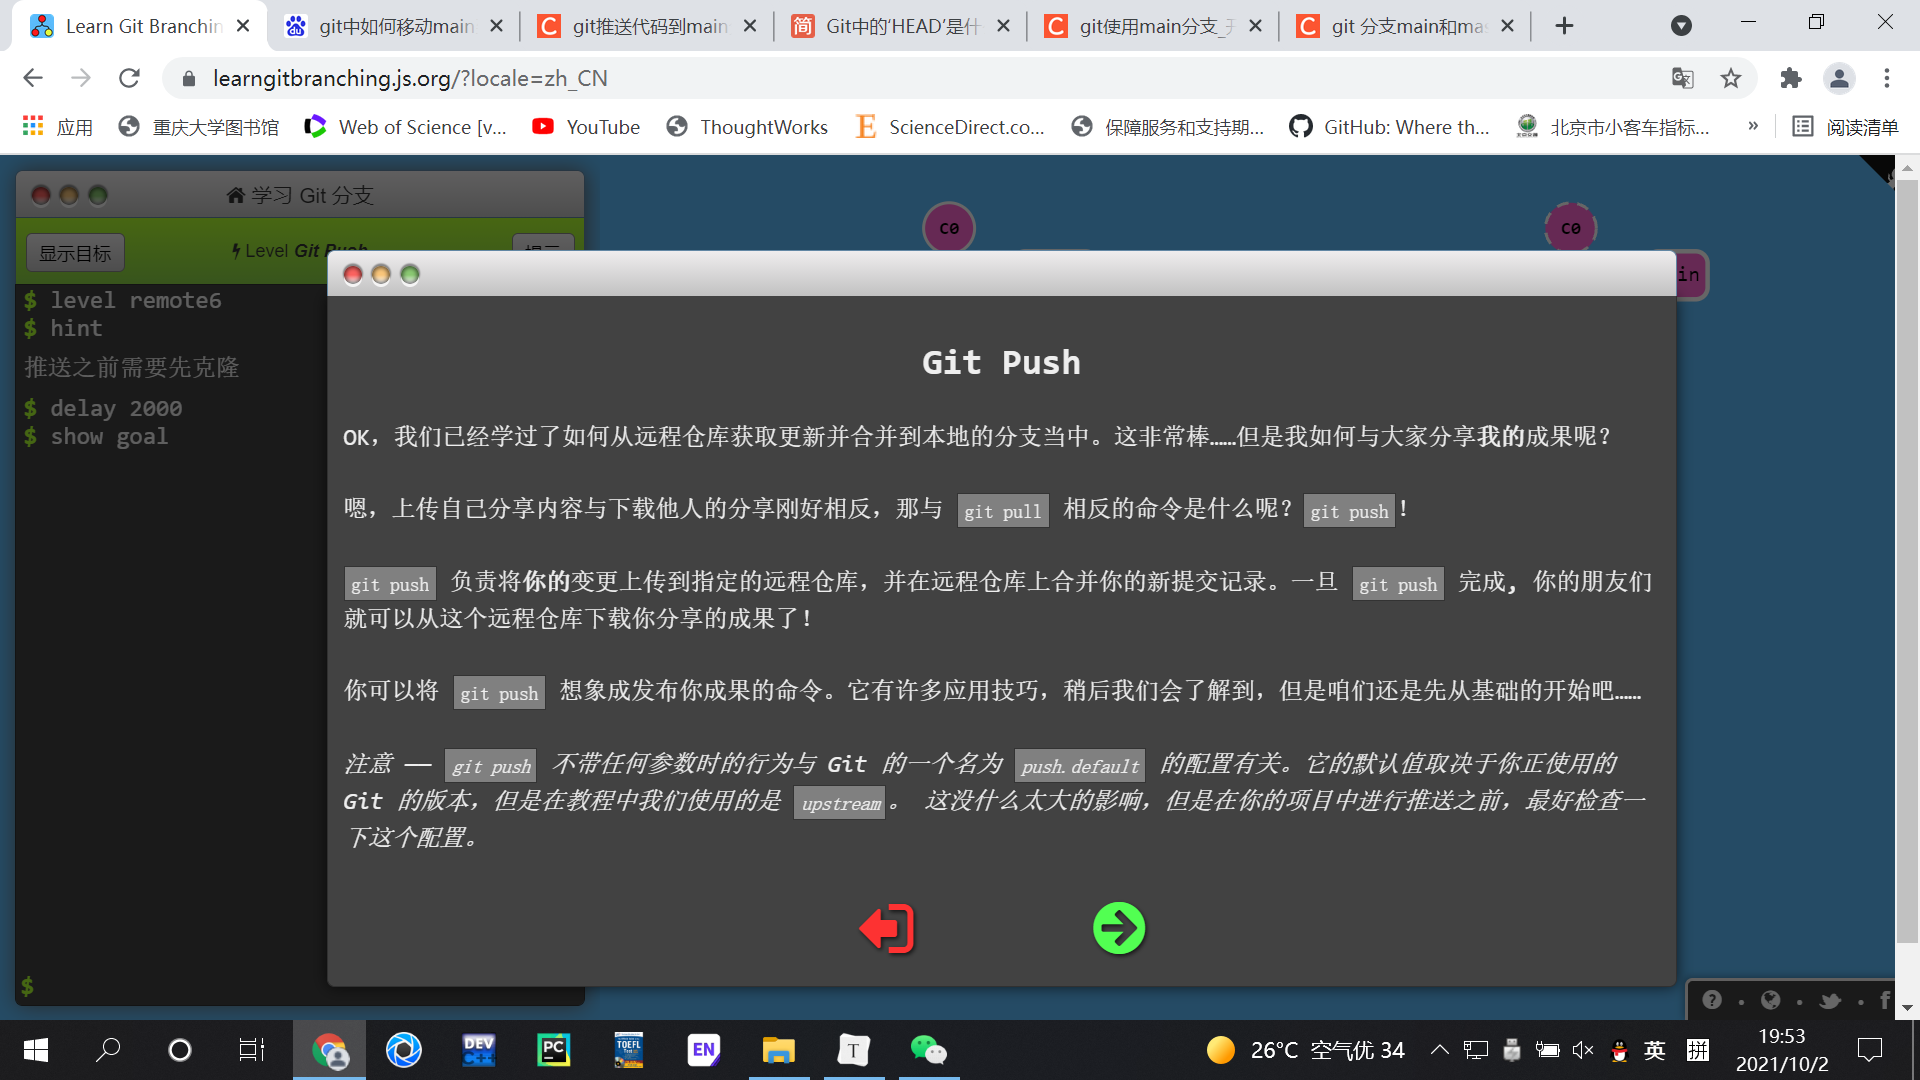 Learn Git Branchin
git中如何移动main
git推送代码到main
Git中的‘HEAD’是什
git使用main分支_开
git 分支main和mas
learngitbranching.js.org/?locale=zh_CN
应用
重庆大学图书馆
Web of Science [v...
YouTube
ThoughtWorks
ScienceDirect.co...
保障服务和支持期...
GitHub: Where th...
北京市小客车指标...
»
阅读清单
学习 Git 分支
显示目标
Level Git Push
提示
$ level remote6
$ hint
推送之前需要先克隆
$ delay 2000
$ show goal
$
C0
C0
in
Git Push
OK，我们已经学过了如何从远程仓库获取更新并合并到本地的分支当中。这非常棒……但是我如何与大家分享我的成果呢？
嗯，上传自己分享内容与下载他人的分享刚好相反，那与 git pull 相反的命令是什么呢？git push！
git push 负责将你的变更上传到指定的远程仓库，并在远程仓库上合并你的新提交记录。一旦 git push 完成, 你的朋友们
就可以从这个远程仓库下载你分享的成果了！
你可以将 git push 想象成发布你成果的命令。它有许多应用技巧，稍后我们会了解到，但是咱们还是先从基础的开始吧……
注意 —— git push 不带任何参数时的行为与 Git 的一个名为 push.default 的配置有关。它的默认值取决于你正使用的
Git 的版本，但是在教程中我们使用的是 upstream。 这没什么太大的影响，但是在你的项目中进行推送之前，最好检查一
下这个配置。
DEV C++
PC
TOEFL
EN
T
26°C 空气优 34
英
拼
19:53
2021/10/2